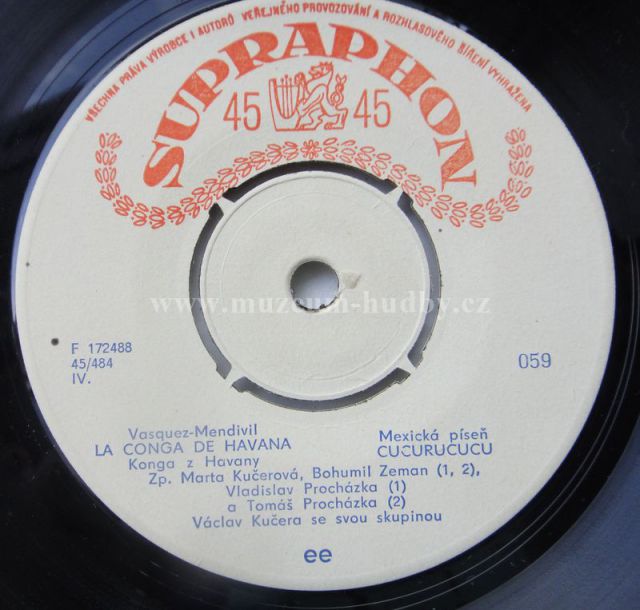 VŠECHNA PRÁVA VÝROBCE I AUTORŮ VEŘEJNÉHO PROVOZOVÁNÍ A ROZHLASOVÉHO ŠÍŘENÍ VYHRAŽENA
SUPRAPHON
45 45
www.muzeum-hudby.cz
F 172488
45/484
IV.
059
Vasquez-Mendivil
LA CONGA DE HAVANA
Konga z Havany
Mexická píseň
CUCURUCUCU
Zp. Marta Kučerová, Bohumil Zeman (1, 2),
Vladislav Procházka (1)
a Tomáš Procházka (2)
Václav Kučera se svou skupinou
ee